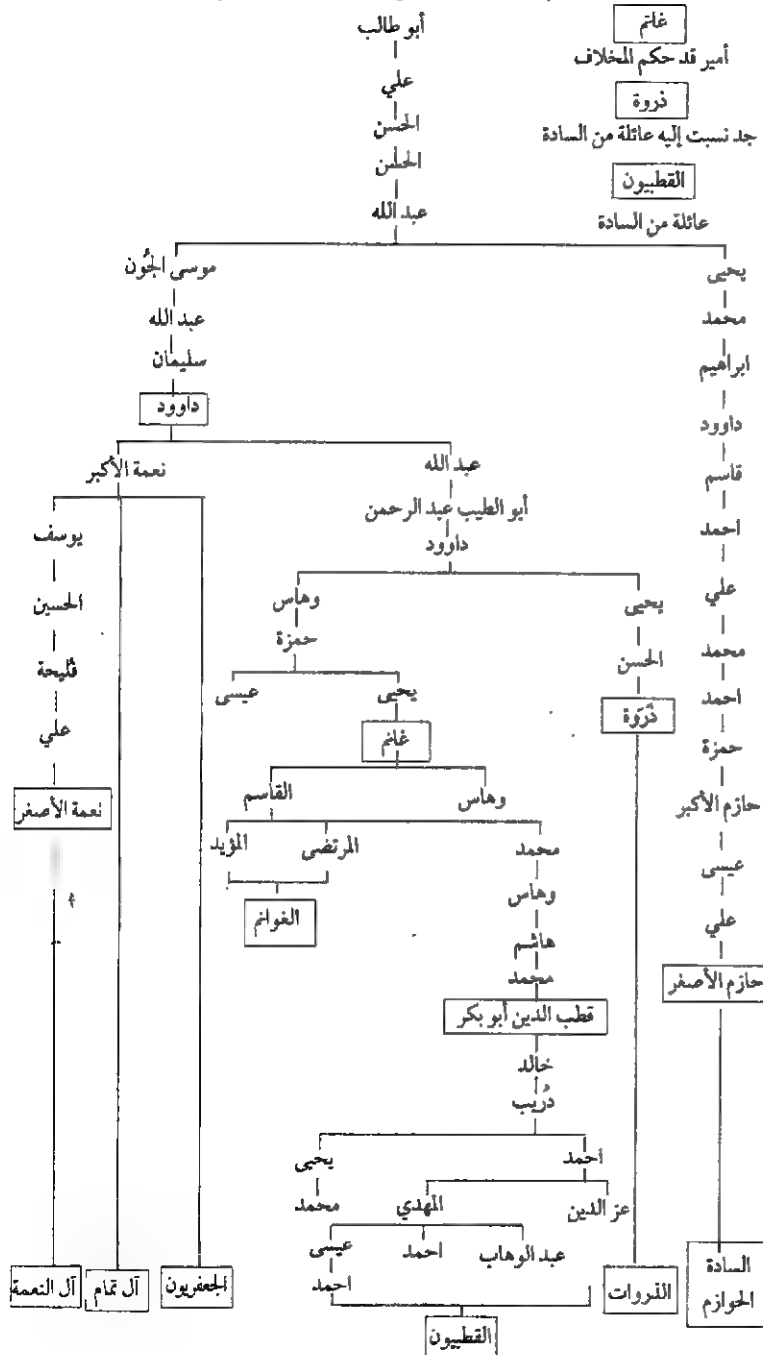 غانم
أمير قد حكم المخلاف
ذروة
جد نسبت إليه عائلة من السادة
القطبيون
عائلة من السادة
أبو طالب
علي
الحسن
الحسن
عبد الله
يحيى
موسى الجُون
محمد
عبد الله
ابراهيم
سليمان
داوود
داوود
قاسم
عبد الله
نعمة الأكبر
احمد
أبو الطيب عبد الرحمن
يوسف
داوود
علي
يحيى
وهاس
الحسين
محمد
الحسن
حمزة
قليحة
احمد
ذروة
يحيى
عيسى
علي
حمزة
غانم
حازم الأكبر
وهاس
القاسم
نعمة الأصغر
عيسى
محمد
المرتضى
المؤيد
علي
وهاس
الغوانم
هاشم
حازم الأصغر
محمد
قطب الدين أبو بكر
خالد
دُريب
احمد
يحيى
عز الدين
المهدي
محمد
عبد الوهاب
احمد
عيسى
السادة
الحوازم
الذروات
احمد
الجعفريون
آل تمام
آل النعمة
القطبيون